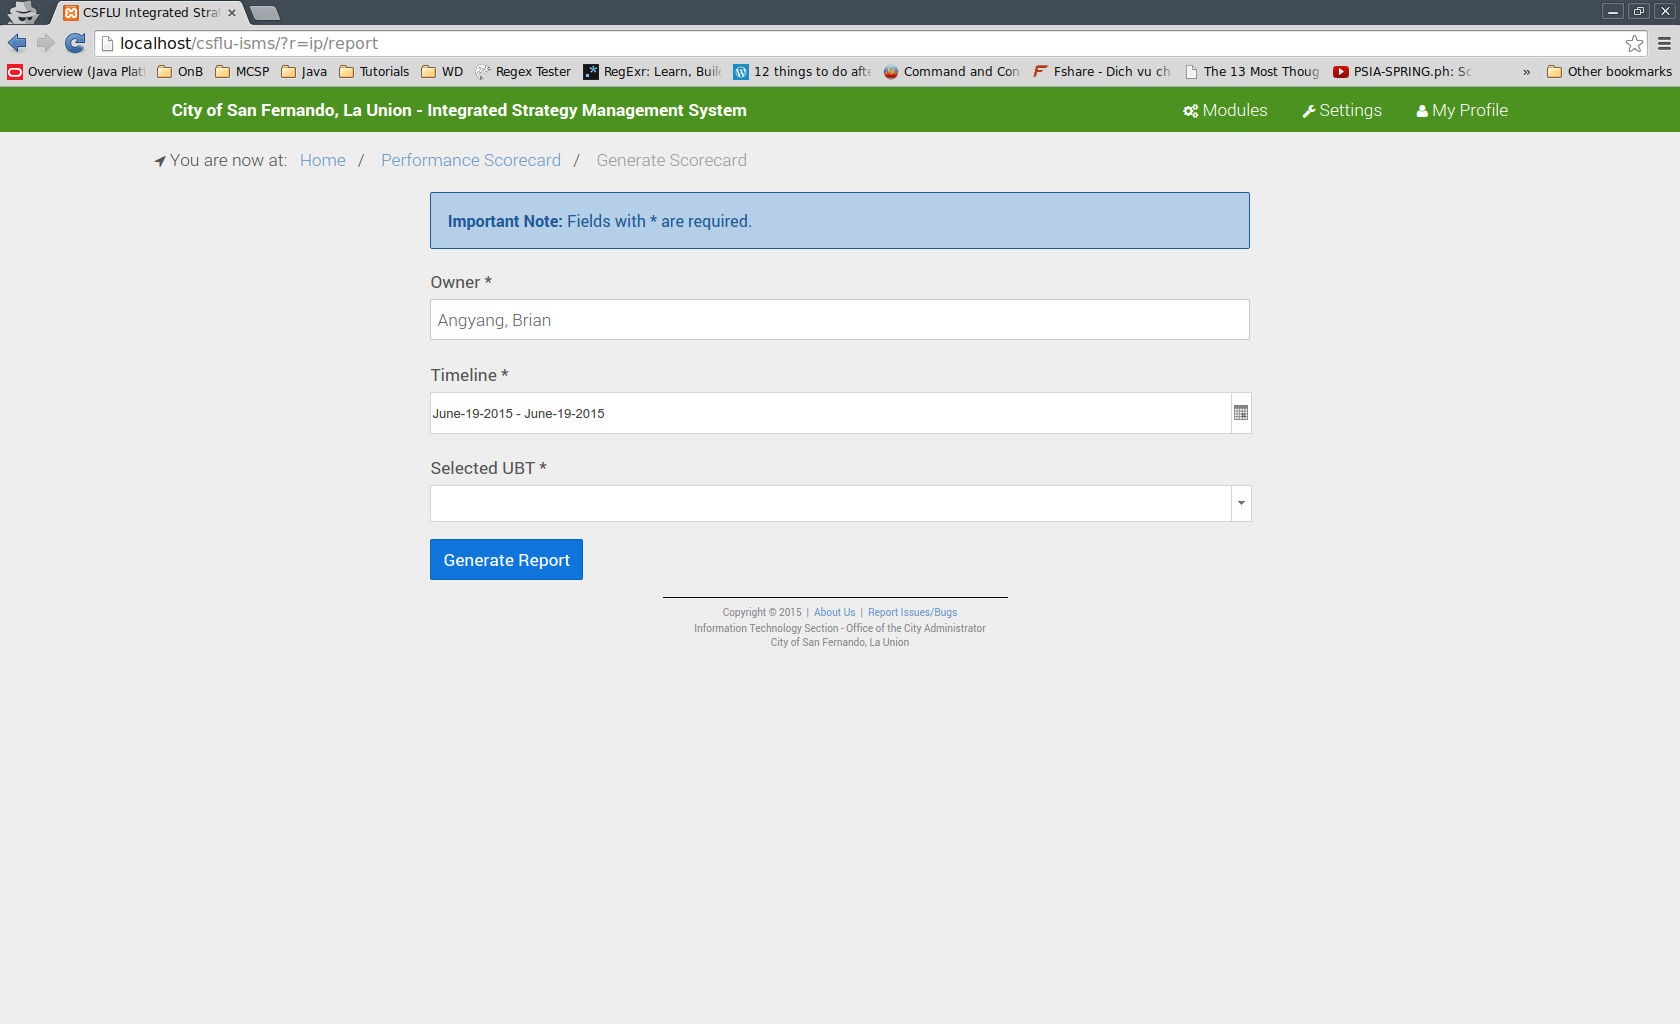 CSFLU Integrated Stra
localhost/csflu-isms/?r=ip/report
Overview (Java Plat OnB MCSP Java Tutorials WD Regex Tester RegExr: Learn, Buil 12 things to do afte Command and Con Fshare - Dich vu ch The 13 Most Thoug PSIA-SPRING.ph: Sc » Other bookmarks
City of San Fernando, La Union - Integrated Strategy Management System Modules Settings My Profile
You are now at: Home / Performance Scorecard / Generate Scorecard
Important Note: Fields with * are required.
Owner *
Angyang, Brian
Timeline *
June-19-2015 - June-19-2015
Selected UBT *
Generate Report
Copyright © 2015 | About Us | Report Issues/Bugs
Information Technology Section - Office of the City Administrator
City of San Fernando, La Union